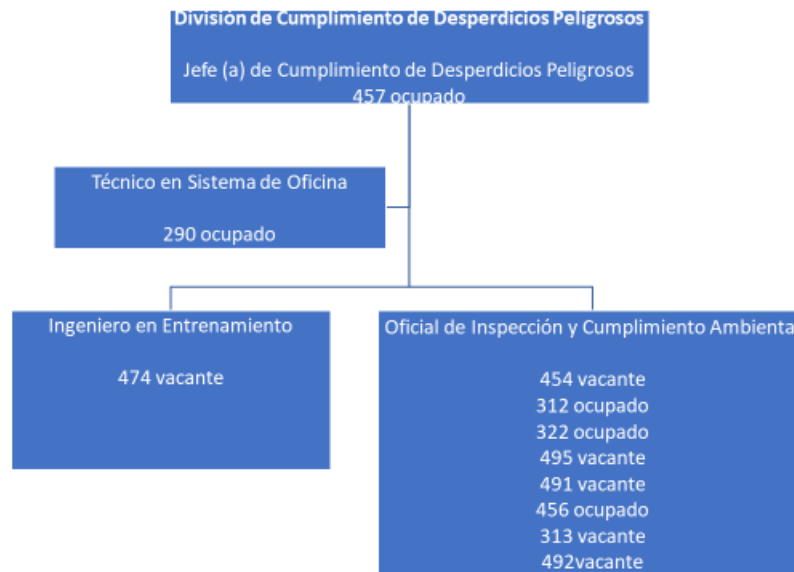 División de Cumplimiento de Desperdicios Peligrosos
Jefe (a) de Cumplimiento de Desperdicios Peligrosos
457 ocupado
Técnico en Sistema de Oficina
290 ocupado
Ingeniero en Entrenamiento
474 vacante
Oficial de Inspección y Cumplimiento Ambienta
454 vacante
312 ocupado
322 ocupado
495 vacante
491 vacante
456 ocupado
313 vacante
492vacante